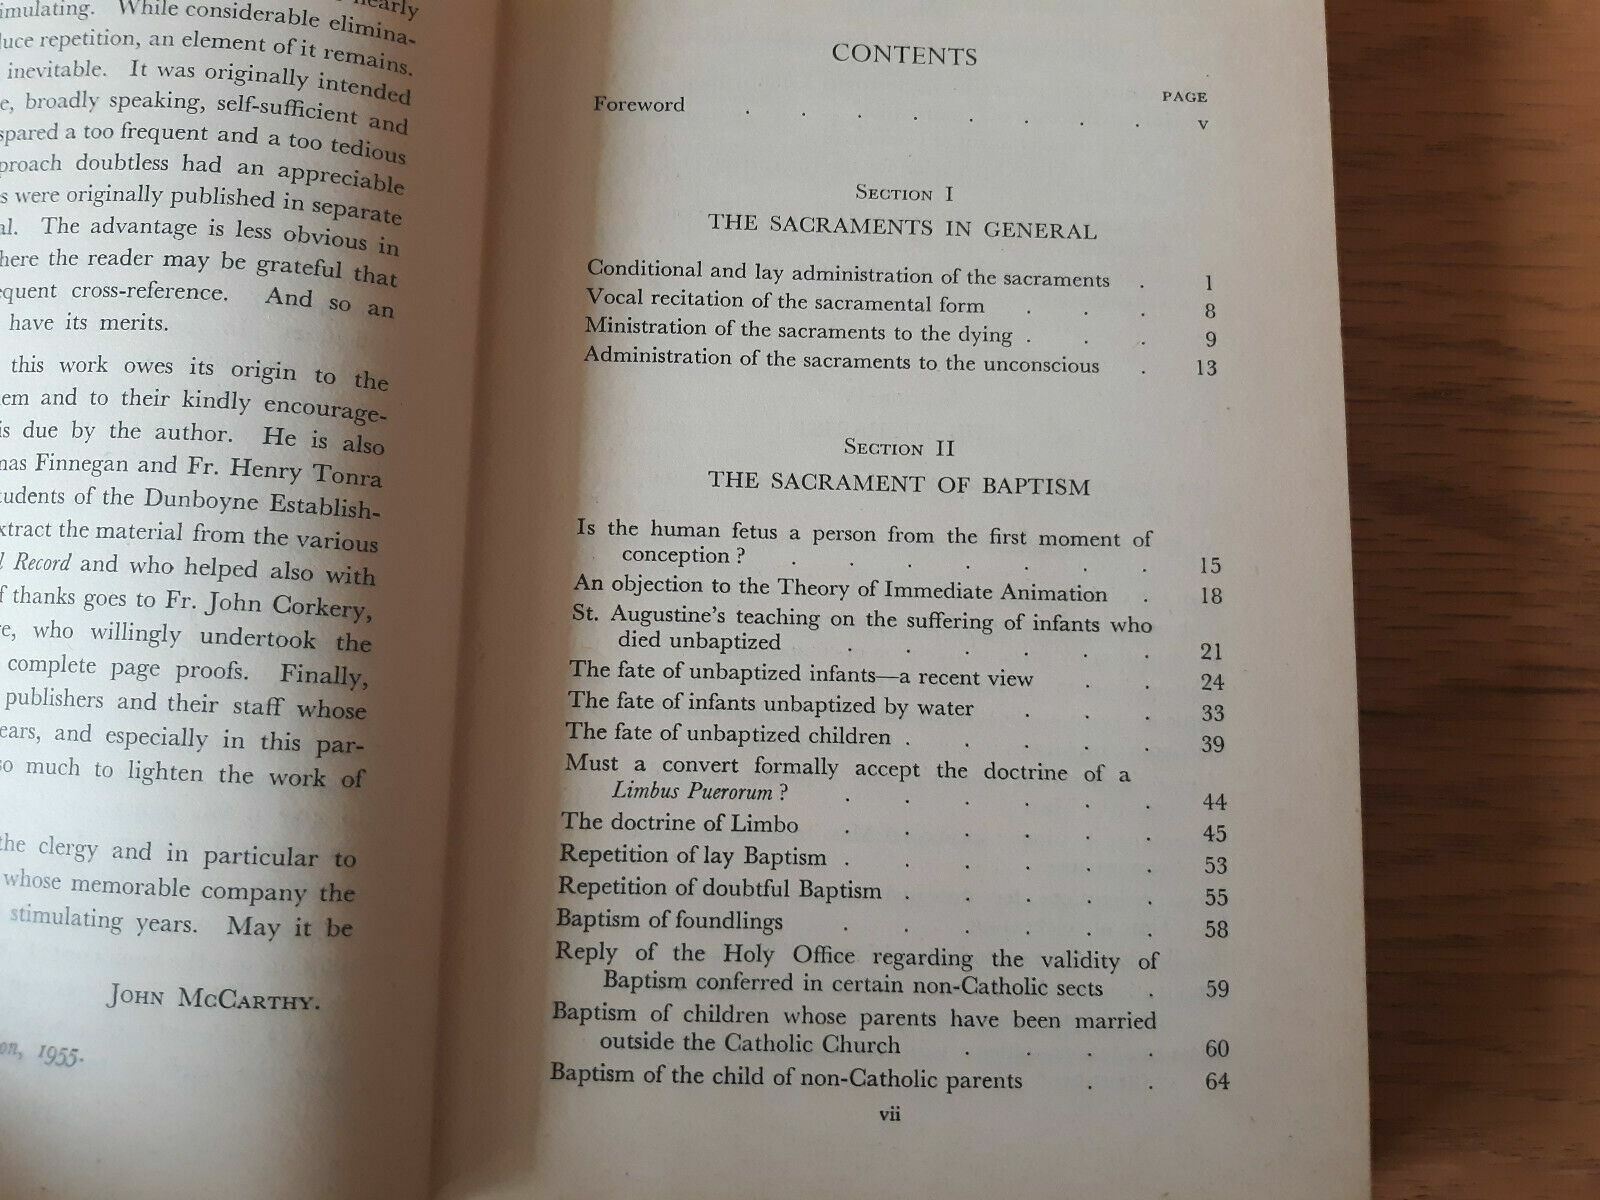 nearly
imulating. While considerable elimina-
luce repetition, an element of it remains.
inevitable. It was originally intended
e, broadly speaking, self-sufficient and
spared a too frequent and a too tedious
proach doubtless had an appreciable
s were originally published in separate
al. The advantage is less obvious in
here the reader may be grateful that
equent cross-reference. And so an
have its merits.
this work owes its origin to the
hem and to their kindly encourage-
is due by the author. He is also
mas Finnegan and Fr. Henry Tonra
tudents of the Dunboyne Establish-
xtract the material from the various
l Record and who helped also with
f thanks goes to Fr. John Corkery,
re, who willingly undertook the
complete page proofs. Finally,
publishers and their staff whose
ears, and especially in this par-
so much to lighten the work of
the clergy and in particular to
whose memorable company the
stimulating years. May it be
John McCarthy.
on, 1955.
CONTENTS
PAGE
Foreword . . . . . . . . v
Section I
THE SACRAMENTS IN GENERAL
Conditional and lay administration of the sacraments . 1
Vocal recitation of the sacramental form . . . 8
Ministration of the sacraments to the dying . . . 9
Administration of the sacraments to the unconscious . 13
Section II
THE SACRAMENT OF BAPTISM
Is the human fetus a person from the first moment of
conception ? . . . . . . . 15
An objection to the Theory of Immediate Animation . 18
St. Augustine's teaching on the suffering of infants who
died unbaptized . . . . . . 21
The fate of unbaptized infants—a recent view . . 24
The fate of infants unbaptized by water . . . 33
The fate of unbaptized children . . . . . 39
Must a convert formally accept the doctrine of a
Limbus Puerorum ? . . . . . . 44
The doctrine of Limbo . . . . . . 45
Repetition of lay Baptism . . . . . . 53
Repetition of doubtful Baptism . . . . . 55
Baptism of foundlings . . . . . . 58
Reply of the Holy Office regarding the validity of
Baptism conferred in certain non-Catholic sects . 59
Baptism of children whose parents have been married
outside the Catholic Church . . . . 60
Baptism of the child of non-Catholic parents . . 64
vii